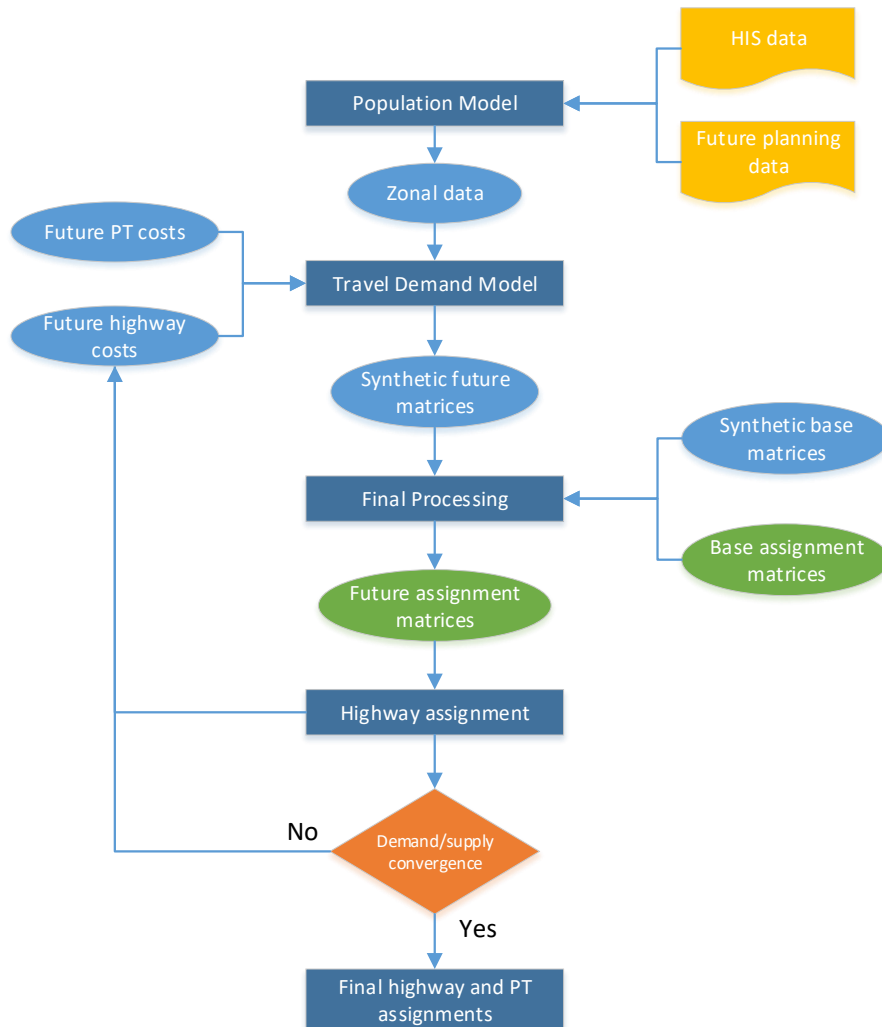 HIS data
Population Model
Future planning
data
Zonal data
Future PT costs
Travel Demand Model
Future highway
costs
Synthetic future
matrices
Synthetic base
matrices
Final Processing
Base assignment
matrices
Future assignment
matrices
Highway assignment
No
Demand/supply
convergence
Yes
Final highway and PT
assignments